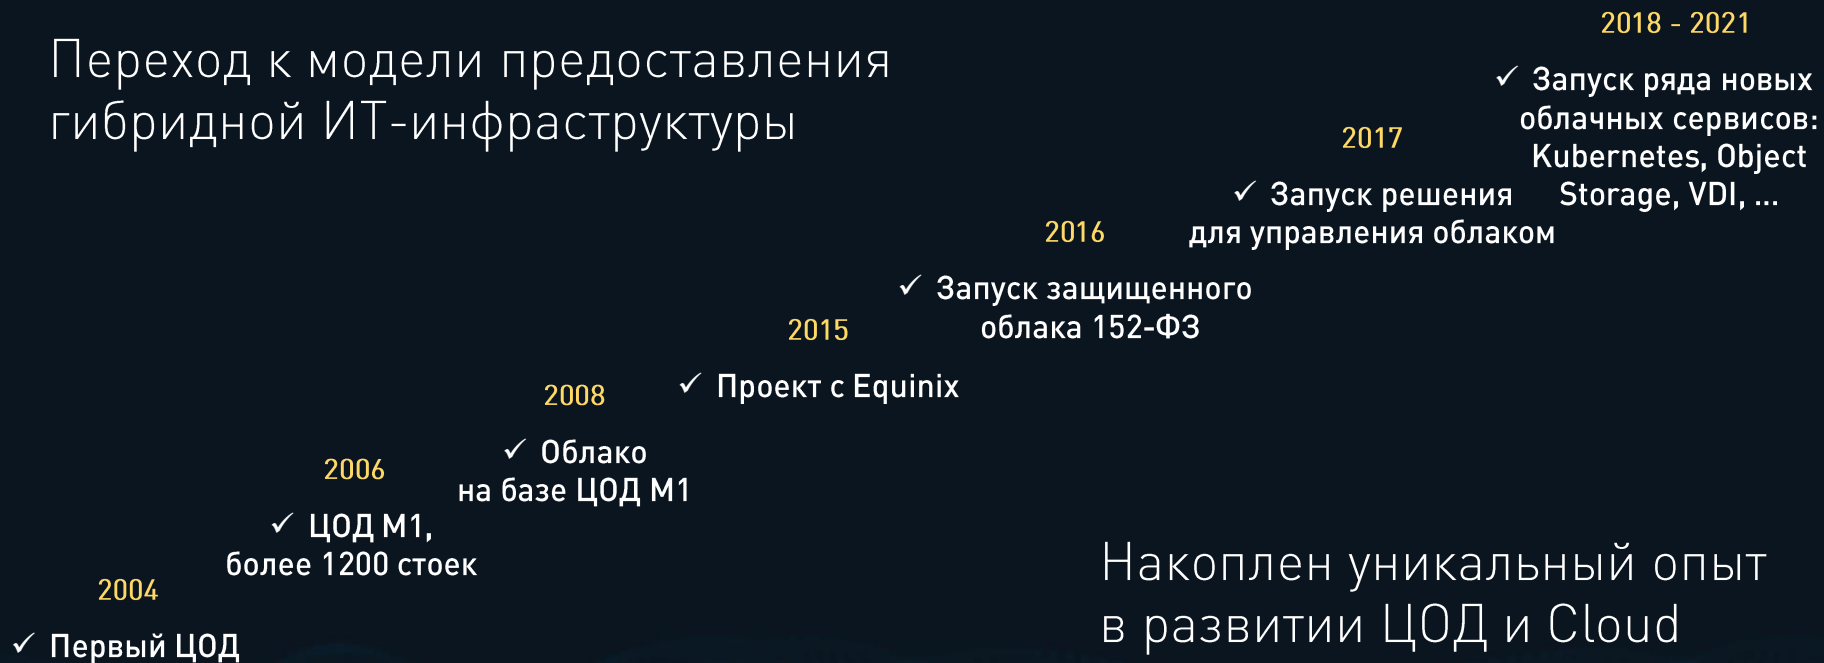 Переход к модели предоставления
гибридной ИТ-инфраструктуры
2004
✓ Первый ЦОД
2006
✓ ЦОД М1,
более 1200 стоек
2008
✓ Облако
на базе ЦОД М1
2015
✓ Проект с Equinix
2016
✓ Запуск защищенного
облака 152-ФЗ
2017
✓ Запуск решения
для управления облаком
2018 - 2021
✓ Запуск ряда новых
облачных сервисов:
Kubernetes, Object
Storage, VDI, ...
Накоплен уникальный опыт
в развитии ЦОД и Cloud